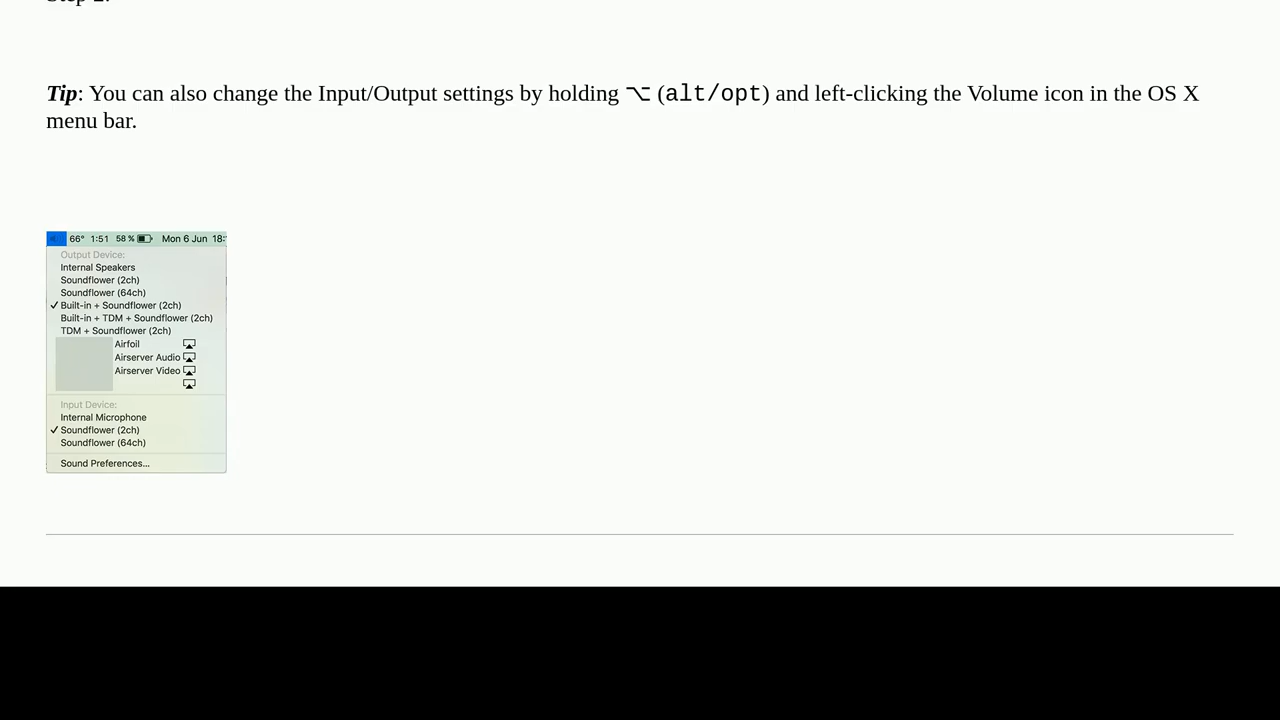 Step 2.
Tip: You can also change the Input/Output settings by holding ⌥ (alt/opt) and left-clicking the Volume icon in the OS X
menu bar.
66° 1:51 58 % Mon 6 Jun 18:
Output Device:
Internal Speakers
Soundflower (2ch)
Soundflower (64ch)
✓ Built-in + Soundflower (2ch)
Built-in + TDM + Soundflower (2ch)
TDM + Soundflower (2ch)
Airfoil
Airserver Audio
Airserver Video
Input Device:
Internal Microphone
✓ Soundflower (2ch)
Soundflower (64ch)
Sound Preferences...